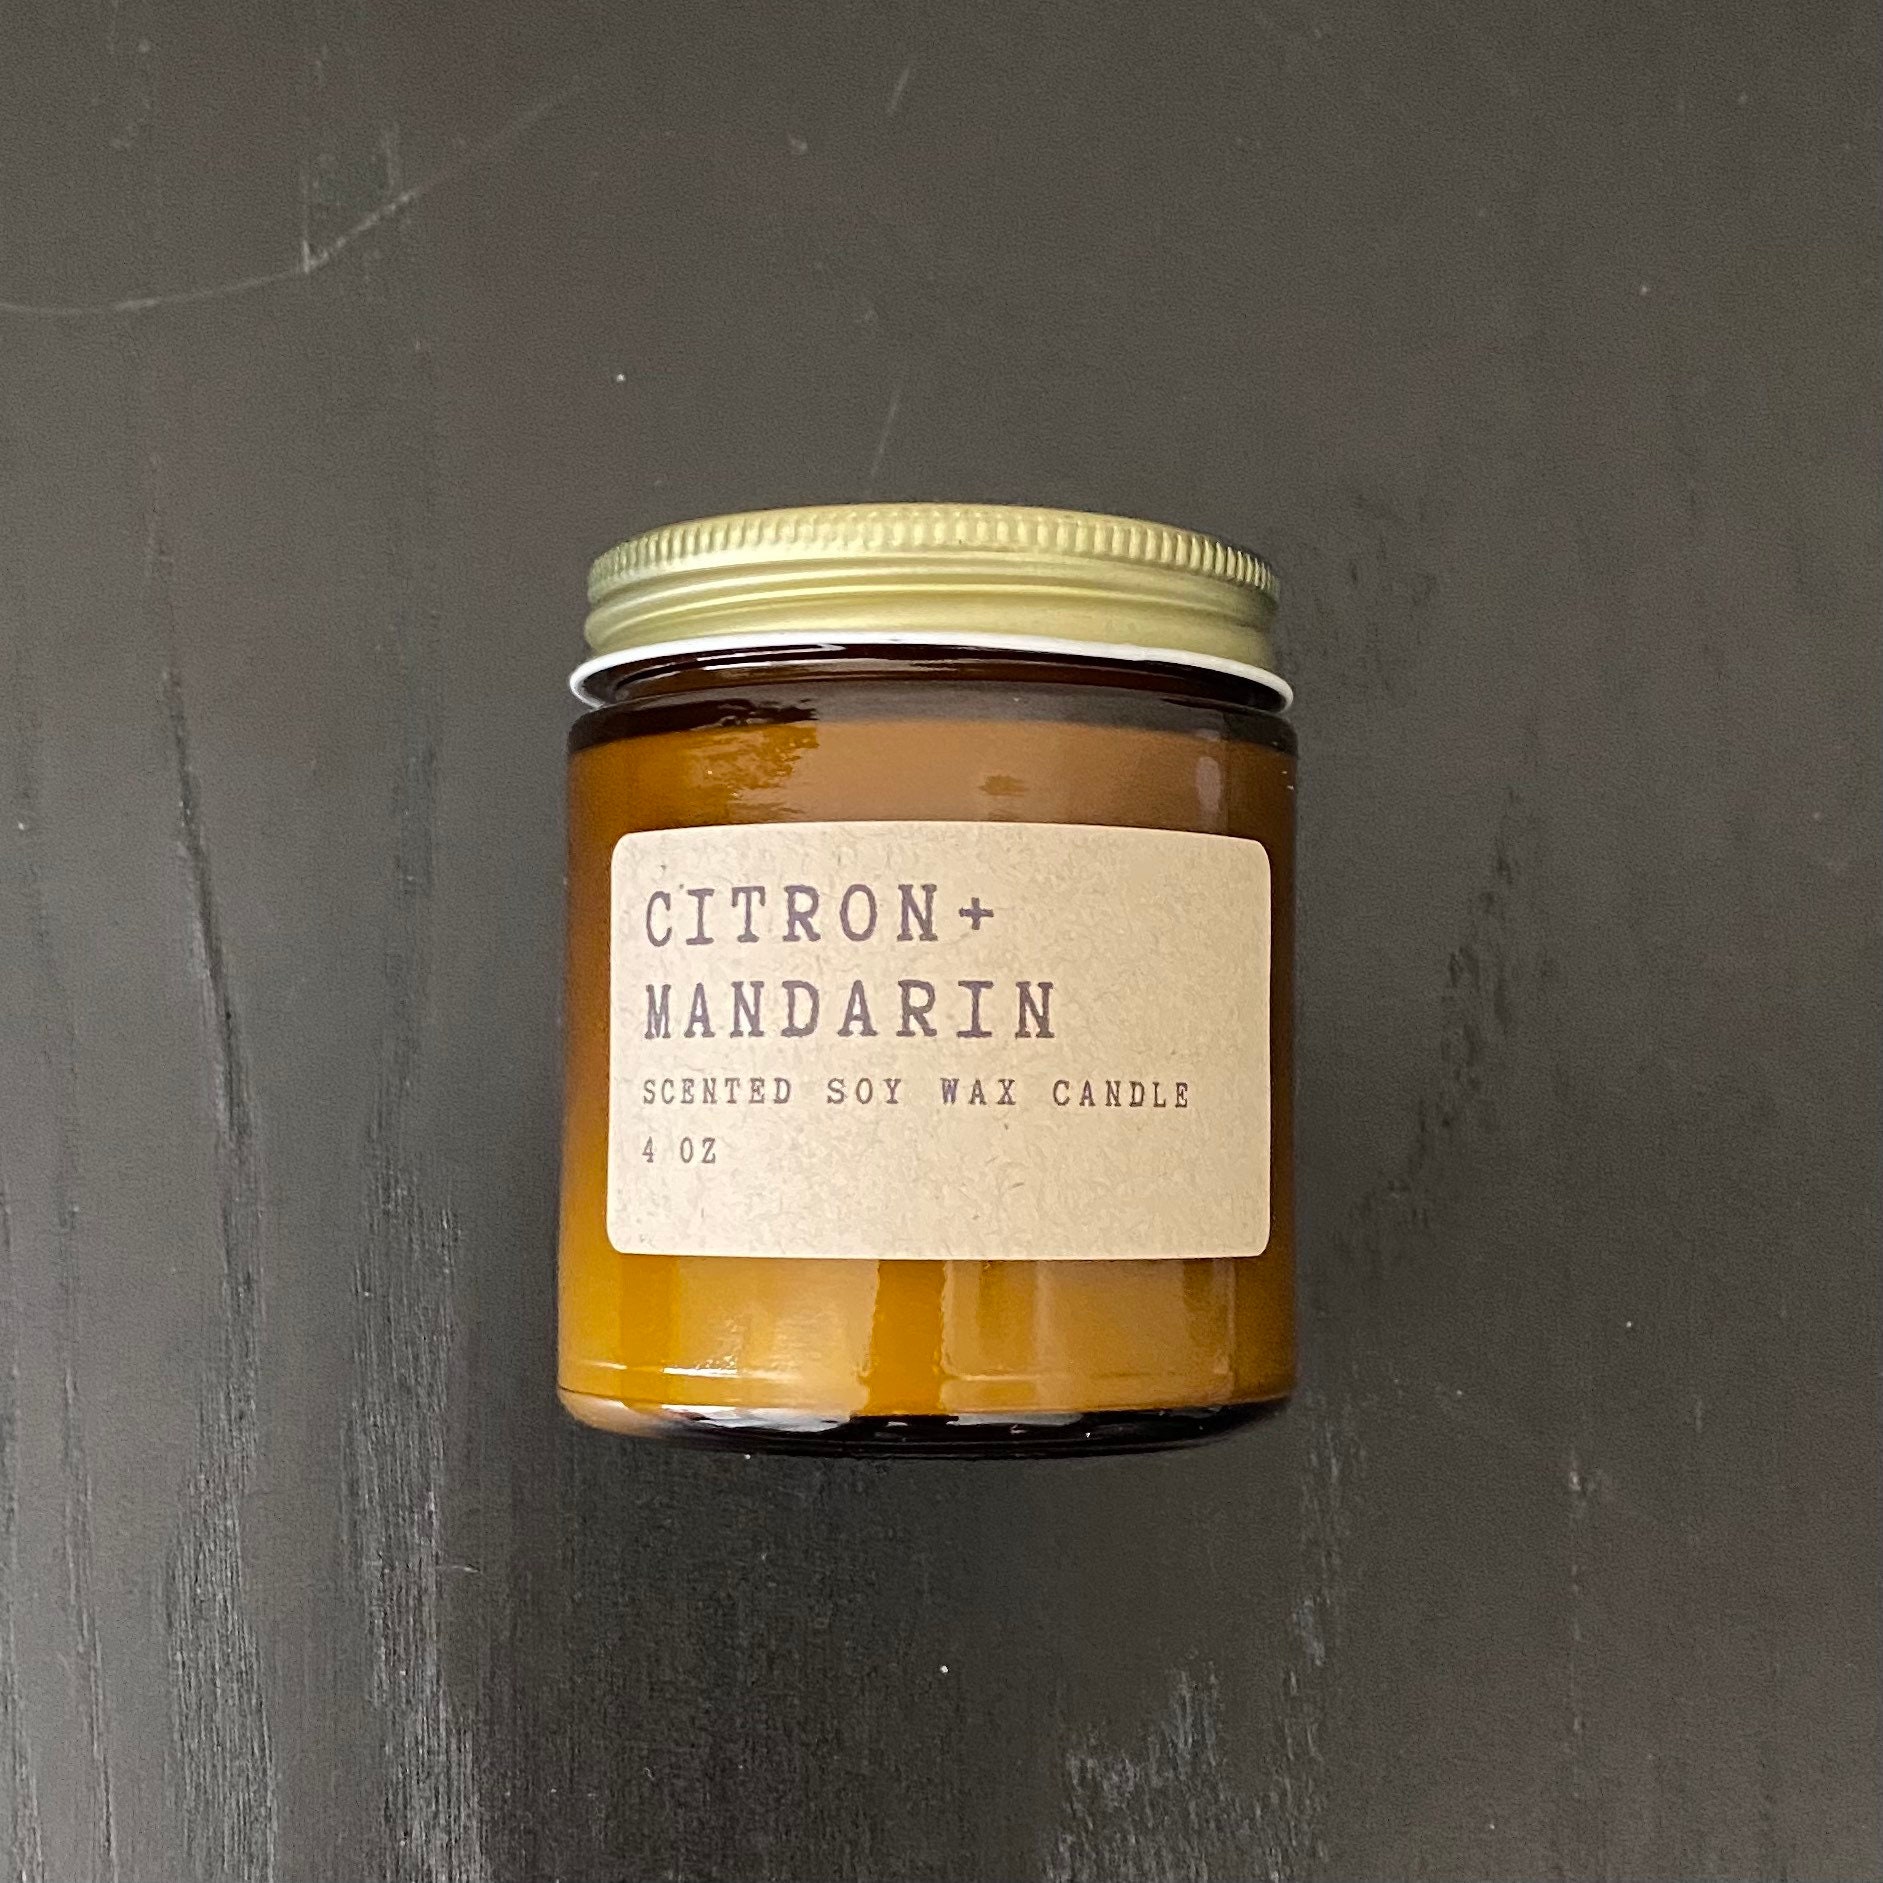 CITRON+
MANDARIN
SCENTED SOY WAX CANDLE
4 OZ